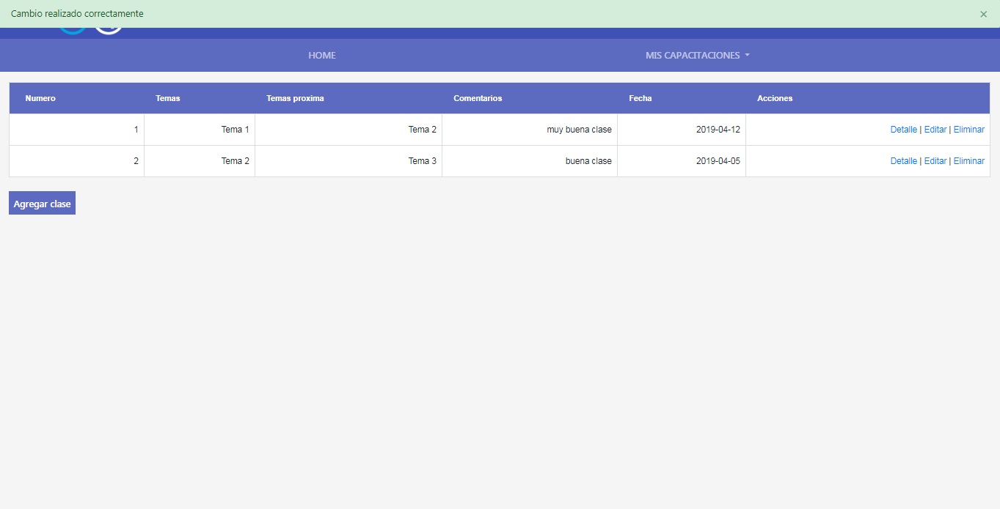 Cambio realizado correctamente ×
HOME MIS CAPACITACIONES
Numero Temas Temas proxima Comentarios Fecha Acciones
1 Tema 1 Tema 2 muy buena clase 2019-04-12 Detalle | Editar | Eliminar
2 Tema 2 Tema 3 buena clase 2019-04-05 Detalle | Editar | Eliminar
Agregar clase